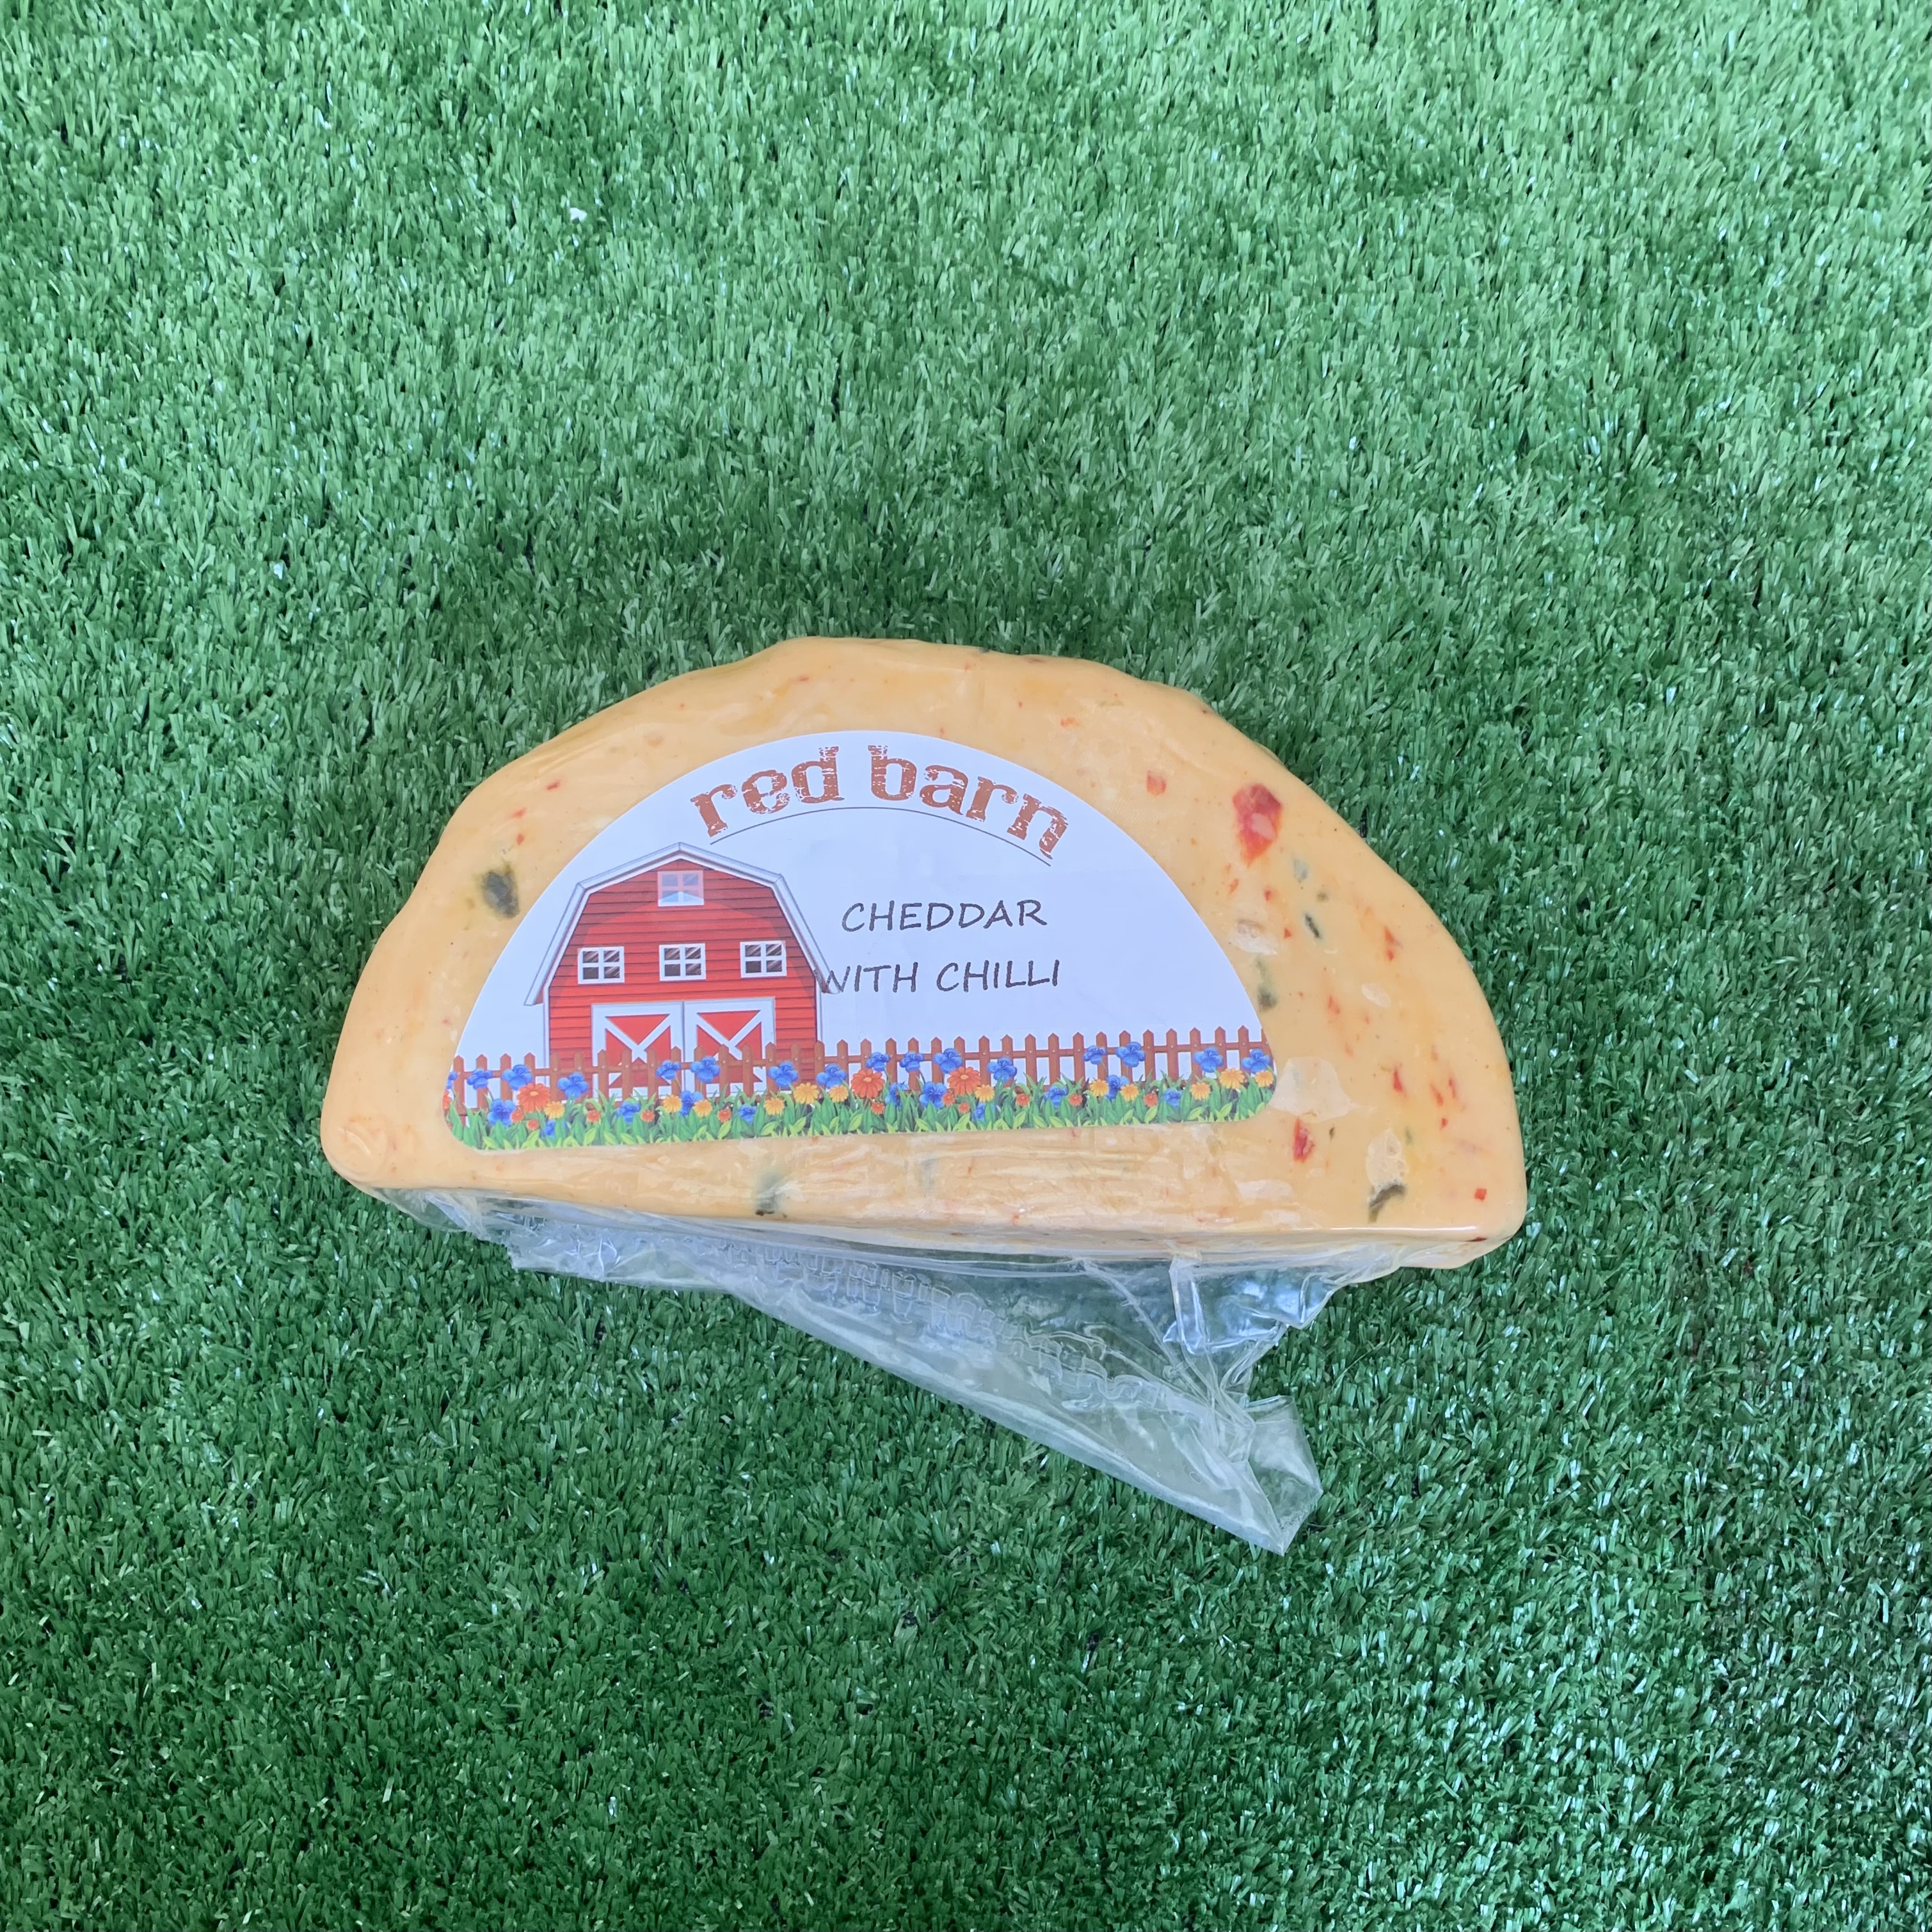 red barn
CHEDDAR
WITH CHILLI